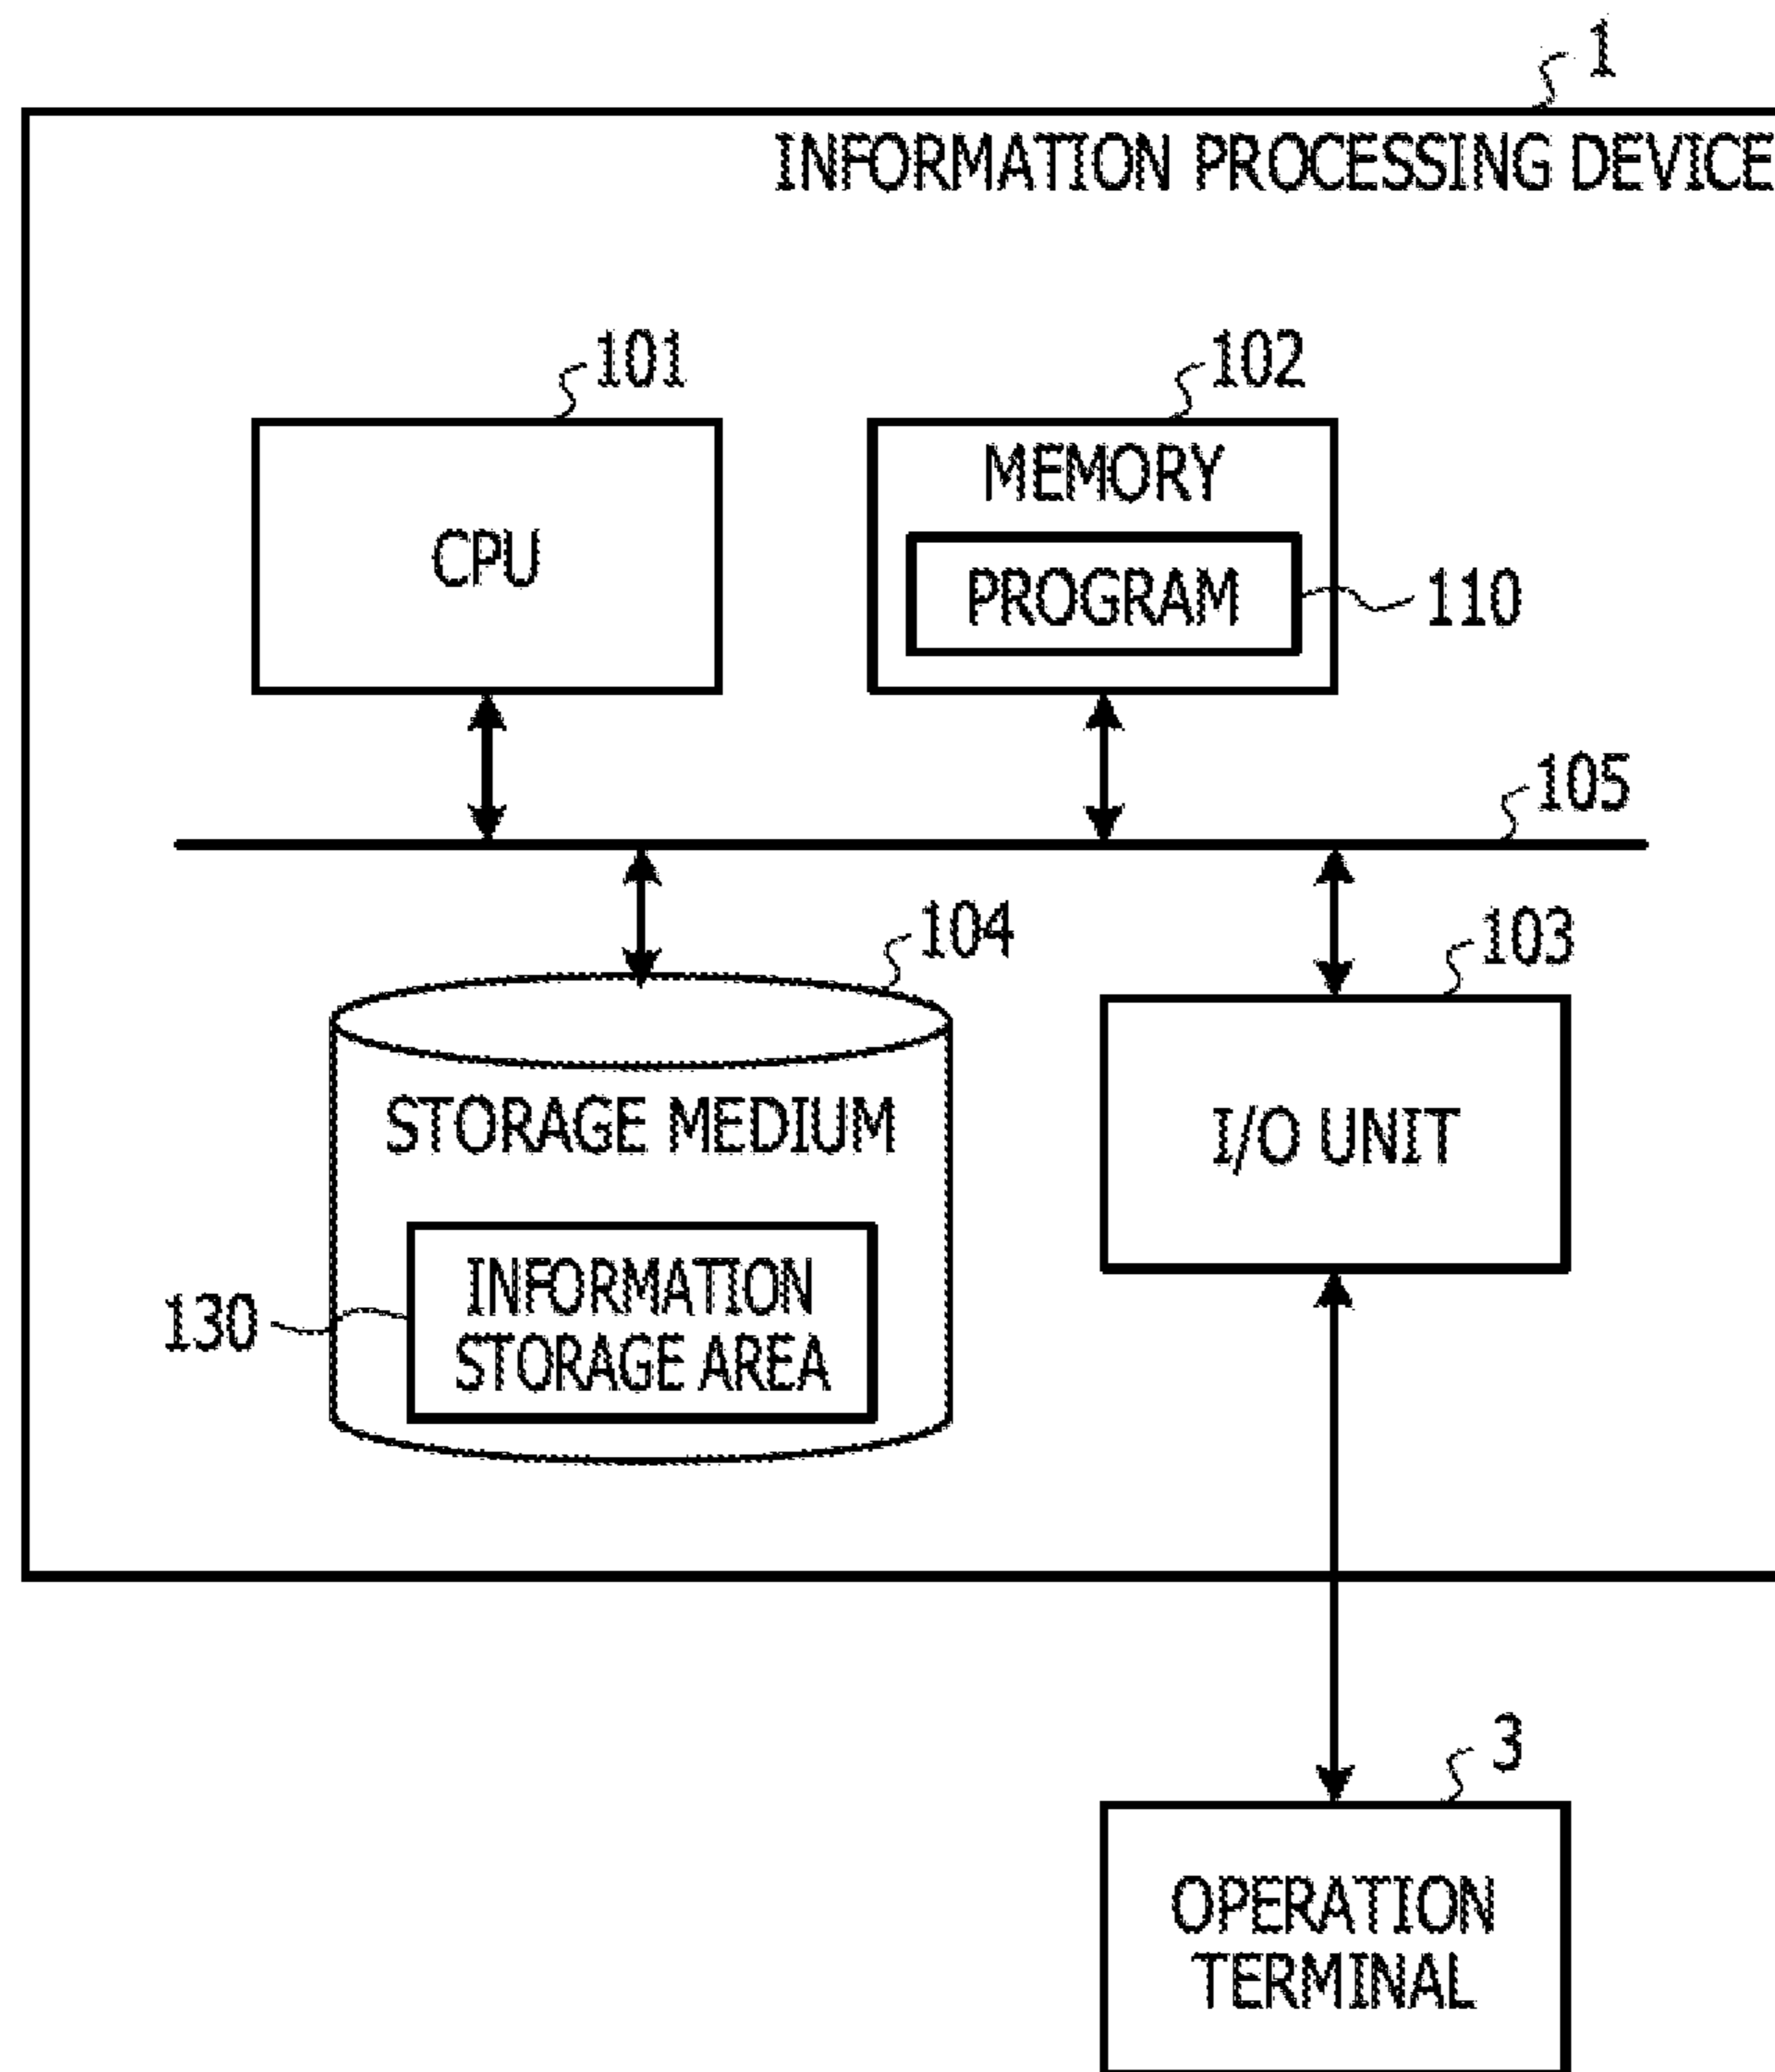 1
INFORMATION PROCESSING DEVICE
101
102
CPU
MEMORY
PROGRAM
110
105
104
103
STORAGE MEDIUM
I/O UNIT
130
INFORMATION
STORAGE AREA
3
OPERATION
TERMINAL